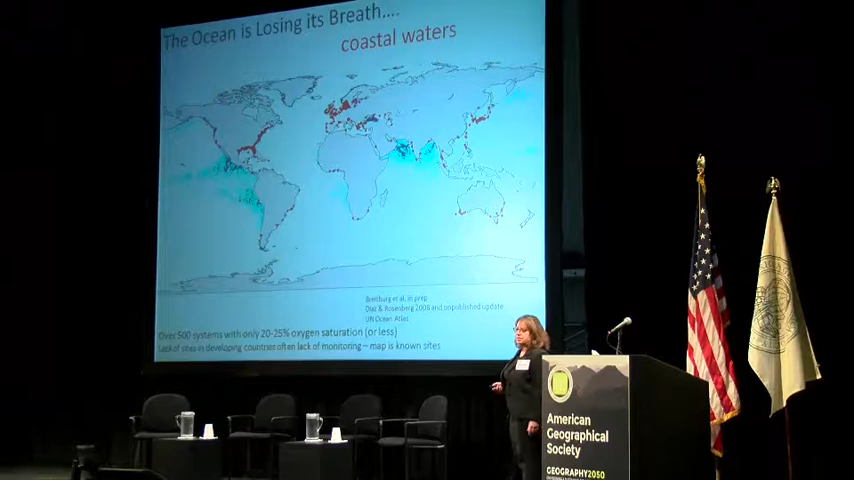 The Ocean is Losing its Breath....
coastal waters
Breitburg et al. in prep
Diaz & Rosenberg 2008 and unpublished update
UN Ocean Atlas
Over 500 systems with only 20-25% oxygen saturation (or less)
Lack of sites in developing countries often lack of monitoring – map is known sites
American
Geographical
Society
GEOGRAPHY2050